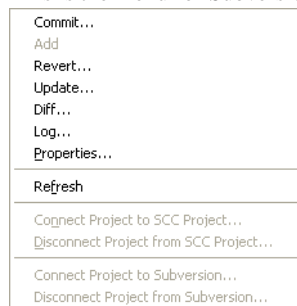 Commit...
Add
Revert...
Update...
Diff...
Log...
Properties...
Refresh
Connect Project to SCC Project...
Disconnect Project from SCC Project...
Connect Project to Subversion...
Disconnect Project from Subversion...